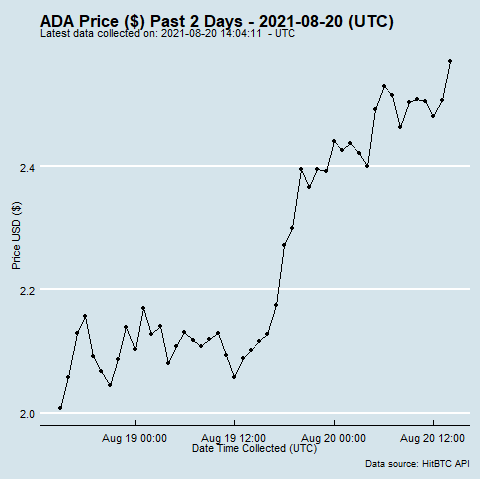 ADA Price ($) Past 2 Days - 2021-08-20 (UTC)
Latest data collected on: 2021-08-20 14:04:11 - UTC
Price USD ($)
2.4
2.2
2.0
Aug 19 00:00 Aug 19 12:00 Aug 20 00:00 Aug 20 12:00
Date Time Collected (UTC)
Data source: HitBTC API